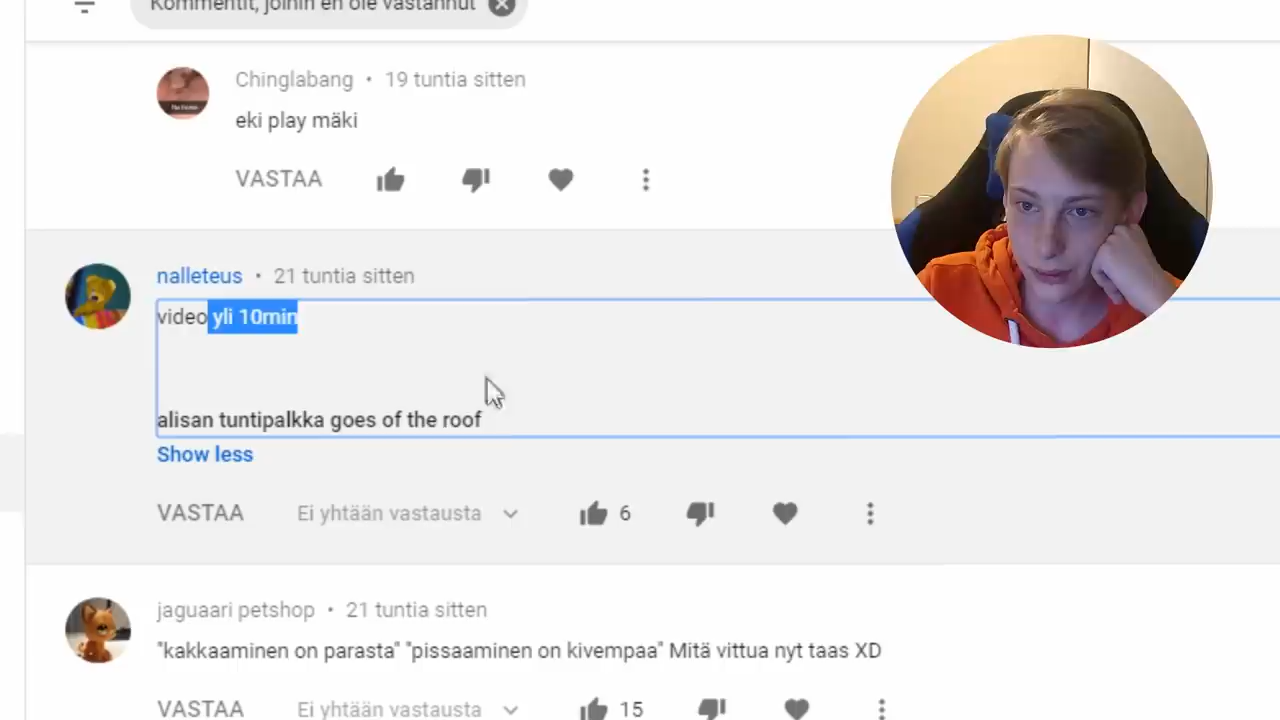 Kommentit, joihin en ole vastannut
Chinglabang • 19 tuntia sitten
eki play mäki
VASTAA
nalleteus • 21 tuntia sitten
video yli 10min
alisan tuntipalkka goes of the roof
Show less
VASTAA Ei yhtään vastausta 6
jaguaari petshop • 21 tuntia sitten
"kakkaaminen on parasta" "pissaaminen on kivempaa" Mitä vittua nyt taas XD
VASTAA Ei yhtään vastausta 15